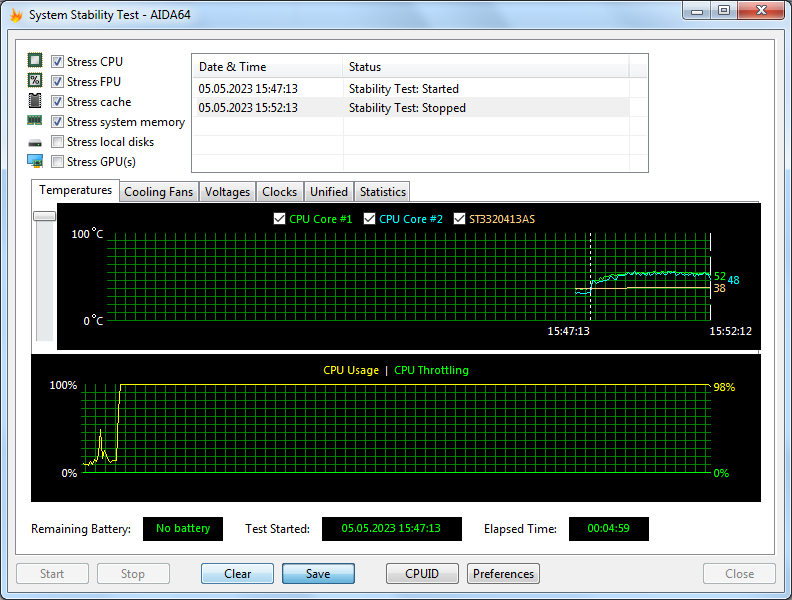 System Stability Test - AIDA64
Stress CPU
Stress FPU
Stress cache
Stress system memory
Stress local disks
Stress GPU(s)
Date & Time Status
05.05.2023 15:47:13 Stability Test: Started
05.05.2023 15:52:13 Stability Test: Stopped
Temperatures Cooling Fans Voltages Clocks Unified Statistics
CPU Core #1 CPU Core #2 ST3320413AS
100°C
52 48
38
0°C
15:47:13 15:52:12
CPU Usage | CPU Throttling
100% 98%
0% 0%
Remaining Battery: No battery Test Started: 05.05.2023 15:47:13 Elapsed Time: 00:04:59
Start Stop Clear Save CPUID Preferences Close